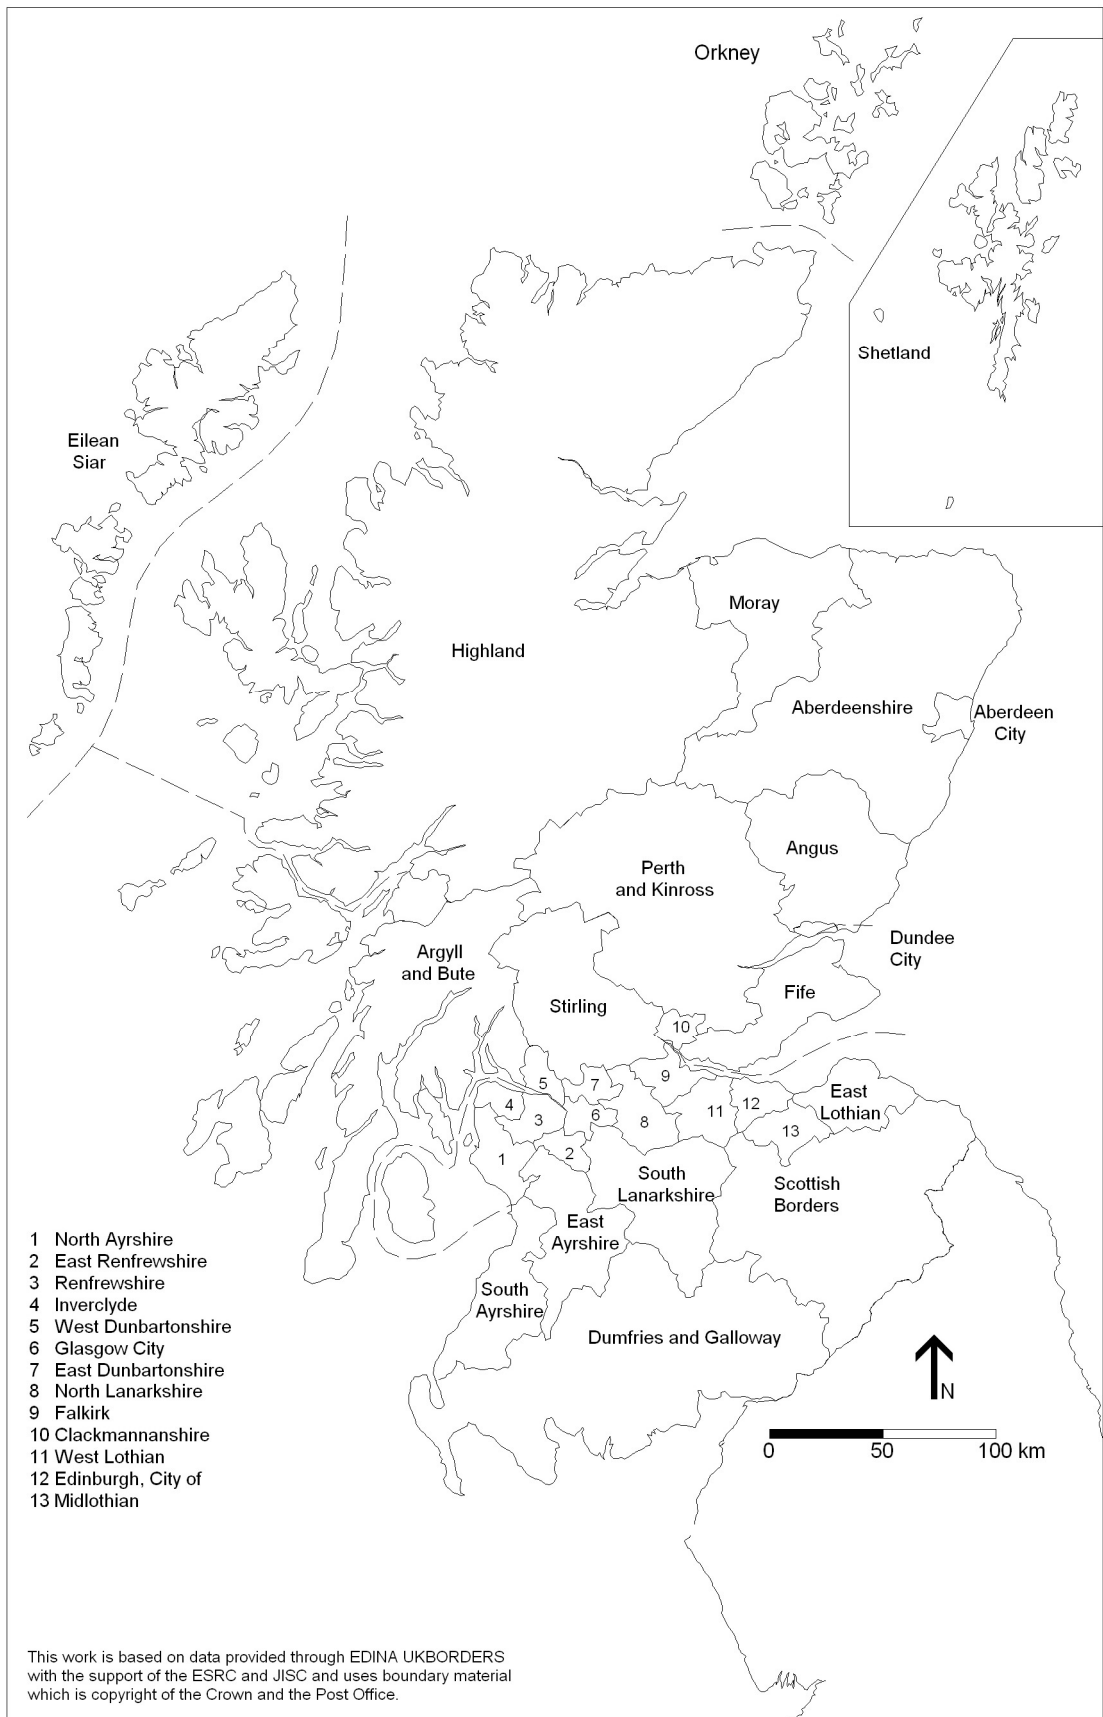 Orkney
Shetland
Eilean
Siar
Moray
Highland
Aberdeenshire
Aberdeen
City
Angus
Perth
and Kinross
Dundee
City
Argyll
and Bute
Fife
Stirling
10
9
5
7
4
3
6
8
11
12
East
Lothian
13
1
2
South
Lanarkshire
Scottish
Borders
East
Ayrshire
South
Ayrshire
Dumfries and Galloway
N
0 50 100 km
1 North Ayrshire
2 East Renfrewshire
3 Renfrewshire
4 Inverclyde
5 West Dunbartonshire
6 Glasgow City
7 East Dunbartonshire
8 North Lanarkshire
9 Falkirk
10 Clackmannanshire
11 West Lothian
12 Edinburgh, City of
13 Midlothian
This work is based on data provided through EDINA UKBORDERS
with the support of the ESRC and JISC and uses boundary material
which is copyright of the Crown and the Post Office.